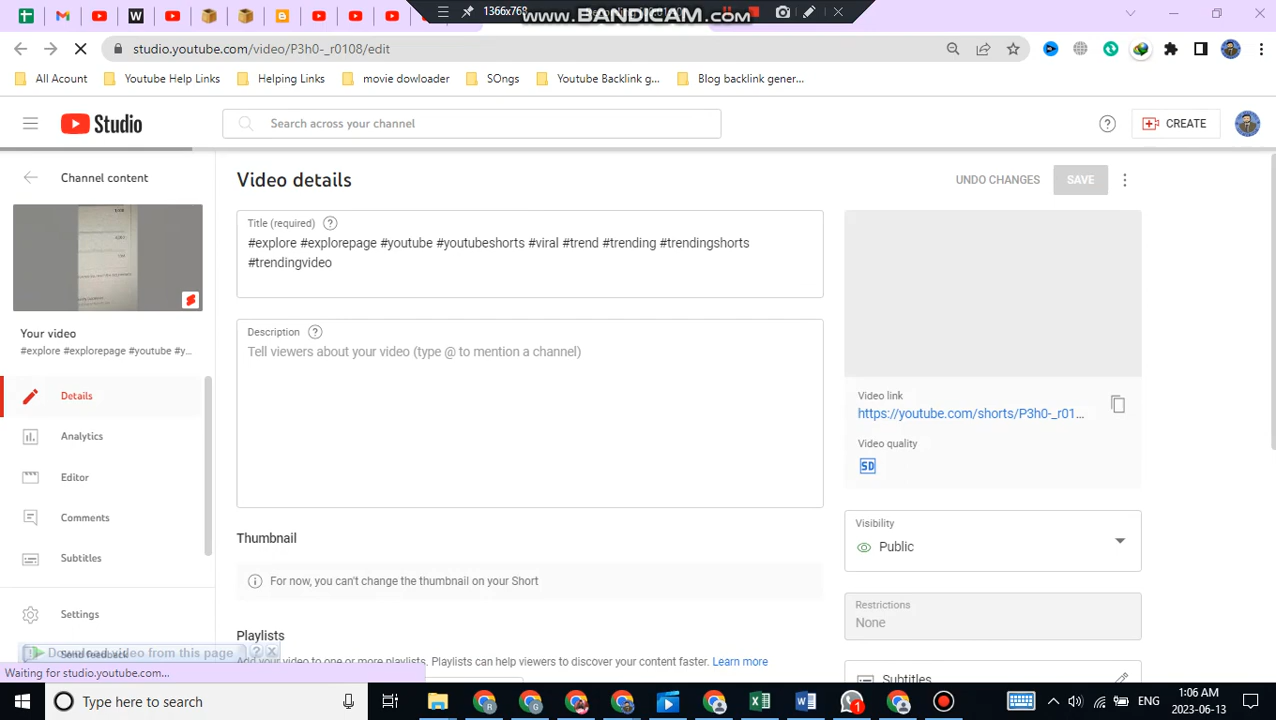 1366x768
www.BANDICAM.com
studio.youtube.com/video/P3h0-_r0108/edit
All Acount
Youtube Help Links
Helping Links
movie dowloader
SOngs
Youtube Backlink g...
Blog backlink gener...
Studio
Search across your channel
CREATE
Channel content
Video details
UNDO CHANGES
SAVE
Title (required)
#explore #explorepage #youtube #youtubeshorts #viral #trend #trending #trendingshorts
#trendingvideo
Your video
#explore #explorepage #youtube #y...
Description
Tell viewers about your video (type @ to mention a channel)
Details
Analytics
Editor
Comments
Subtitles
Settings
Send feedback
Download video from this page
Waiting for studio.youtube.com...
Video link
https://youtube.com/shorts/P3h0-_r01...
Video quality
SD
Thumbnail
For now, you can't change the thumbnail on your Short
Visibility
Public
Restrictions
None
Playlists
Add your video to one or more playlists. Playlists can help viewers to discover your content faster. Learn more
Subtitles
Type here to search
ENG
1:06 AM
2023-06-13